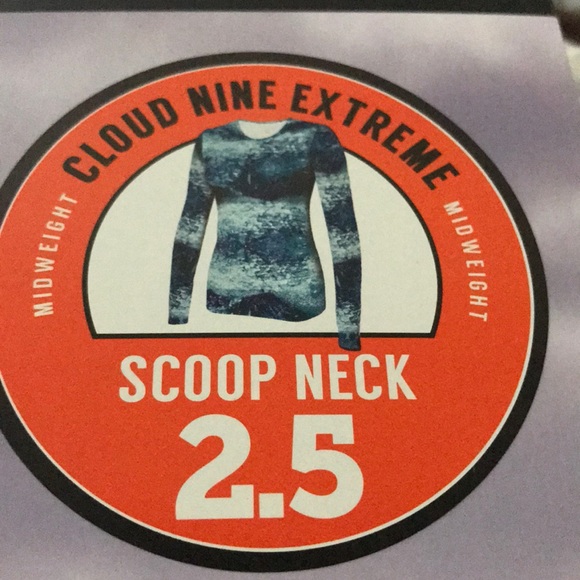 CLOUD NINE EXTREME
MIDWEIGHT
MIDWEIGHT
SCOOP NECK
2.5